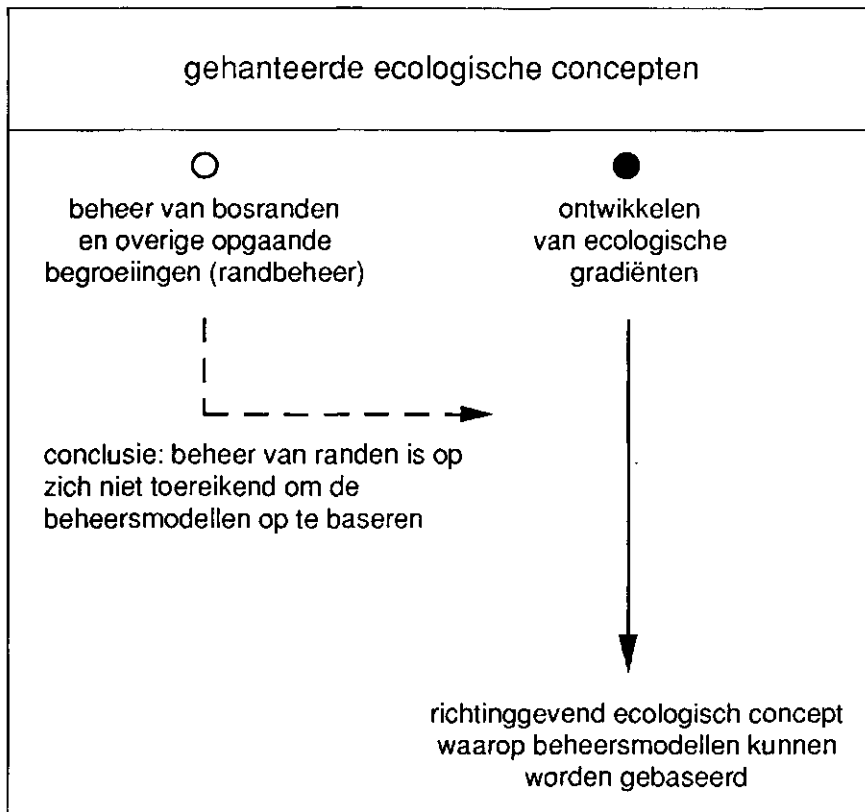 gehanteerde ecologische concepten
beheer van bosranden
en overige opgaande
begroeiingen (randbeheer)
ontwikkelen
van ecologische
gradiënten
conclusie: beheer van randen is op
zich niet toereikend om de
beheersmodellen op te baseren
richtinggevend ecologisch concept
waarop beheersmodellen kunnen
worden gebaseerd